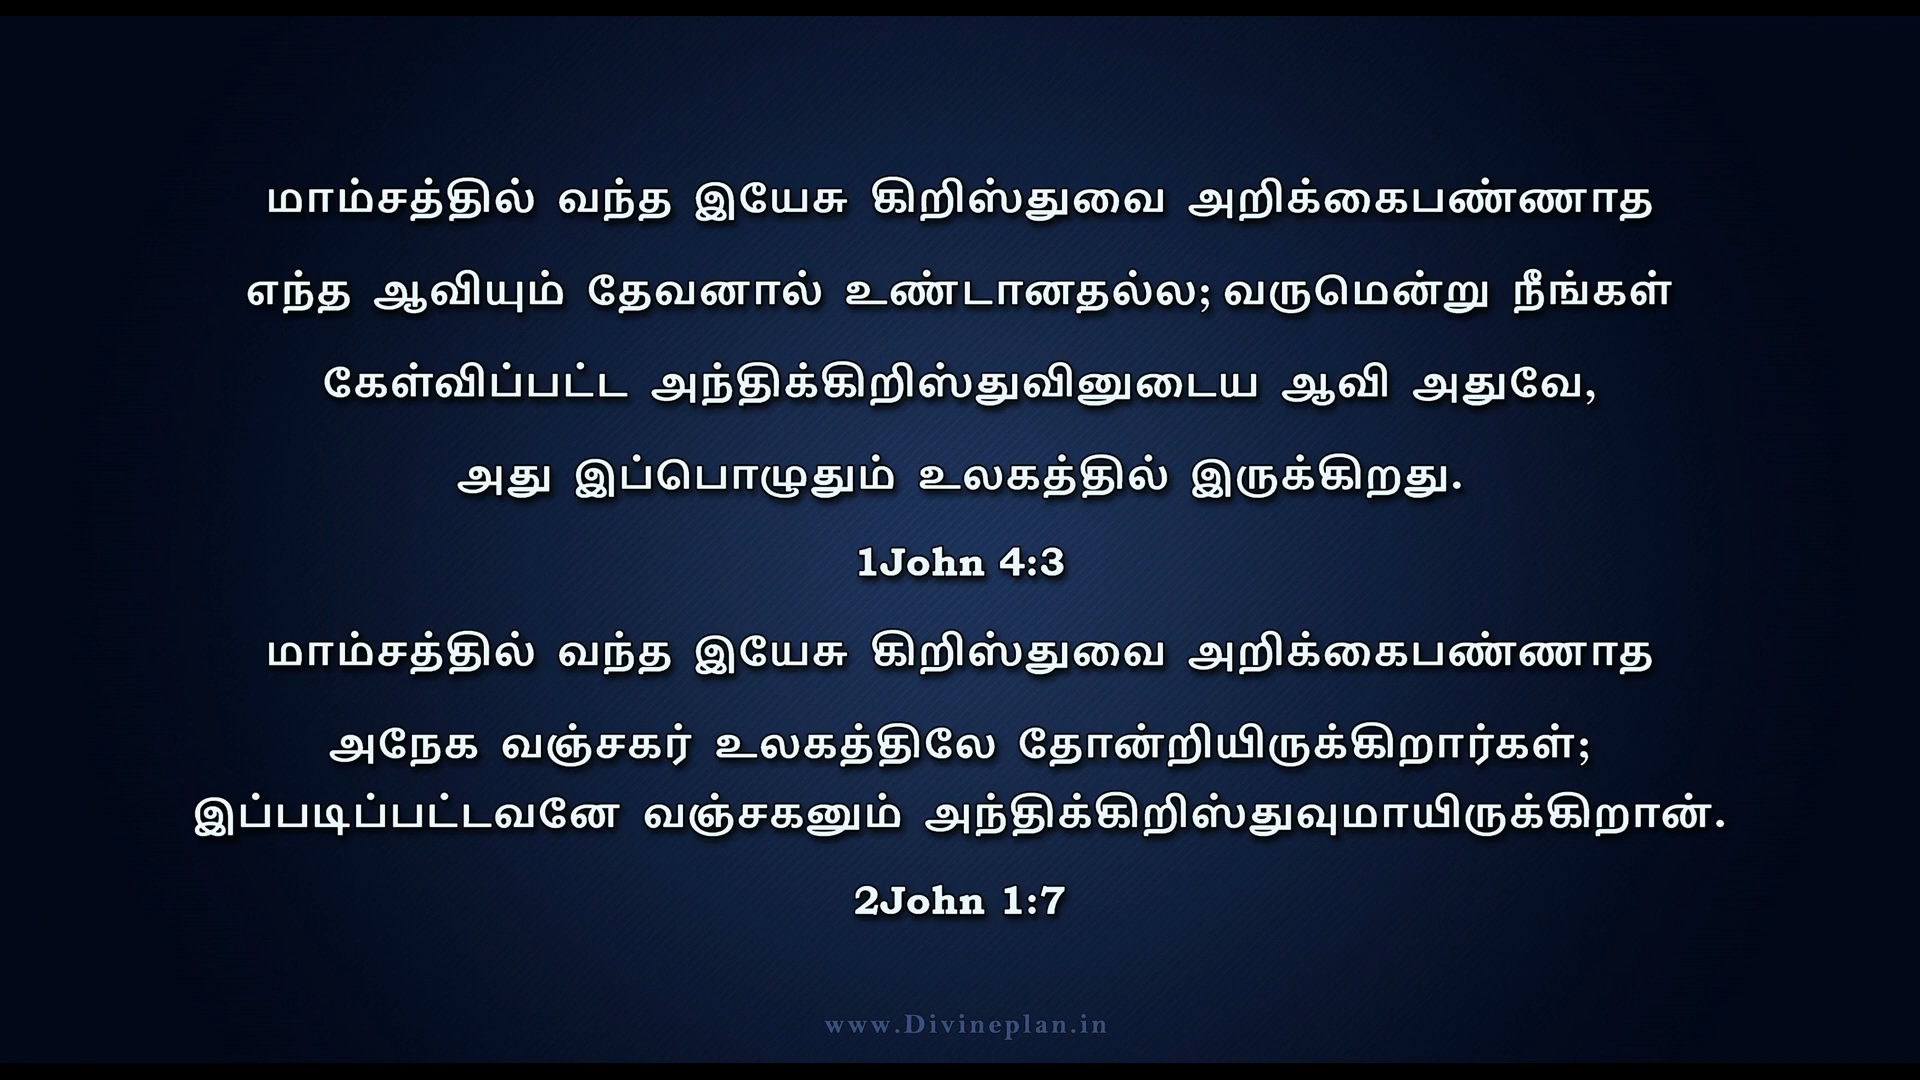 மாம்சத்தில் வந்த இயேசு கிறிஸ்துவை அறிக்கைபண்ணாத
எந்த ஆவியும் தேவனால் உண்டானதல்ல; வருமென்று நீங்கள்
கேள்விப்பட்ட அந்திக்கிறிஸ்துவினுடைய ஆவி அதுவே,
அது இப்பொழுதும் உலகத்தில் இருக்கிறது.
1John 4:3
மாம்சத்தில் வந்த இயேசு கிறிஸ்துவை அறிக்கைபண்ணாத
அநேக வஞ்சகர் உலகத்திலே தோன்றியிருக்கிறார்கள்;
இப்படிப்பட்டவனே வஞ்சகனும் அந்திக்கிறிஸ்துவுமாயிருக்கிறான்.
2John 1:7
www.Divineplan.in